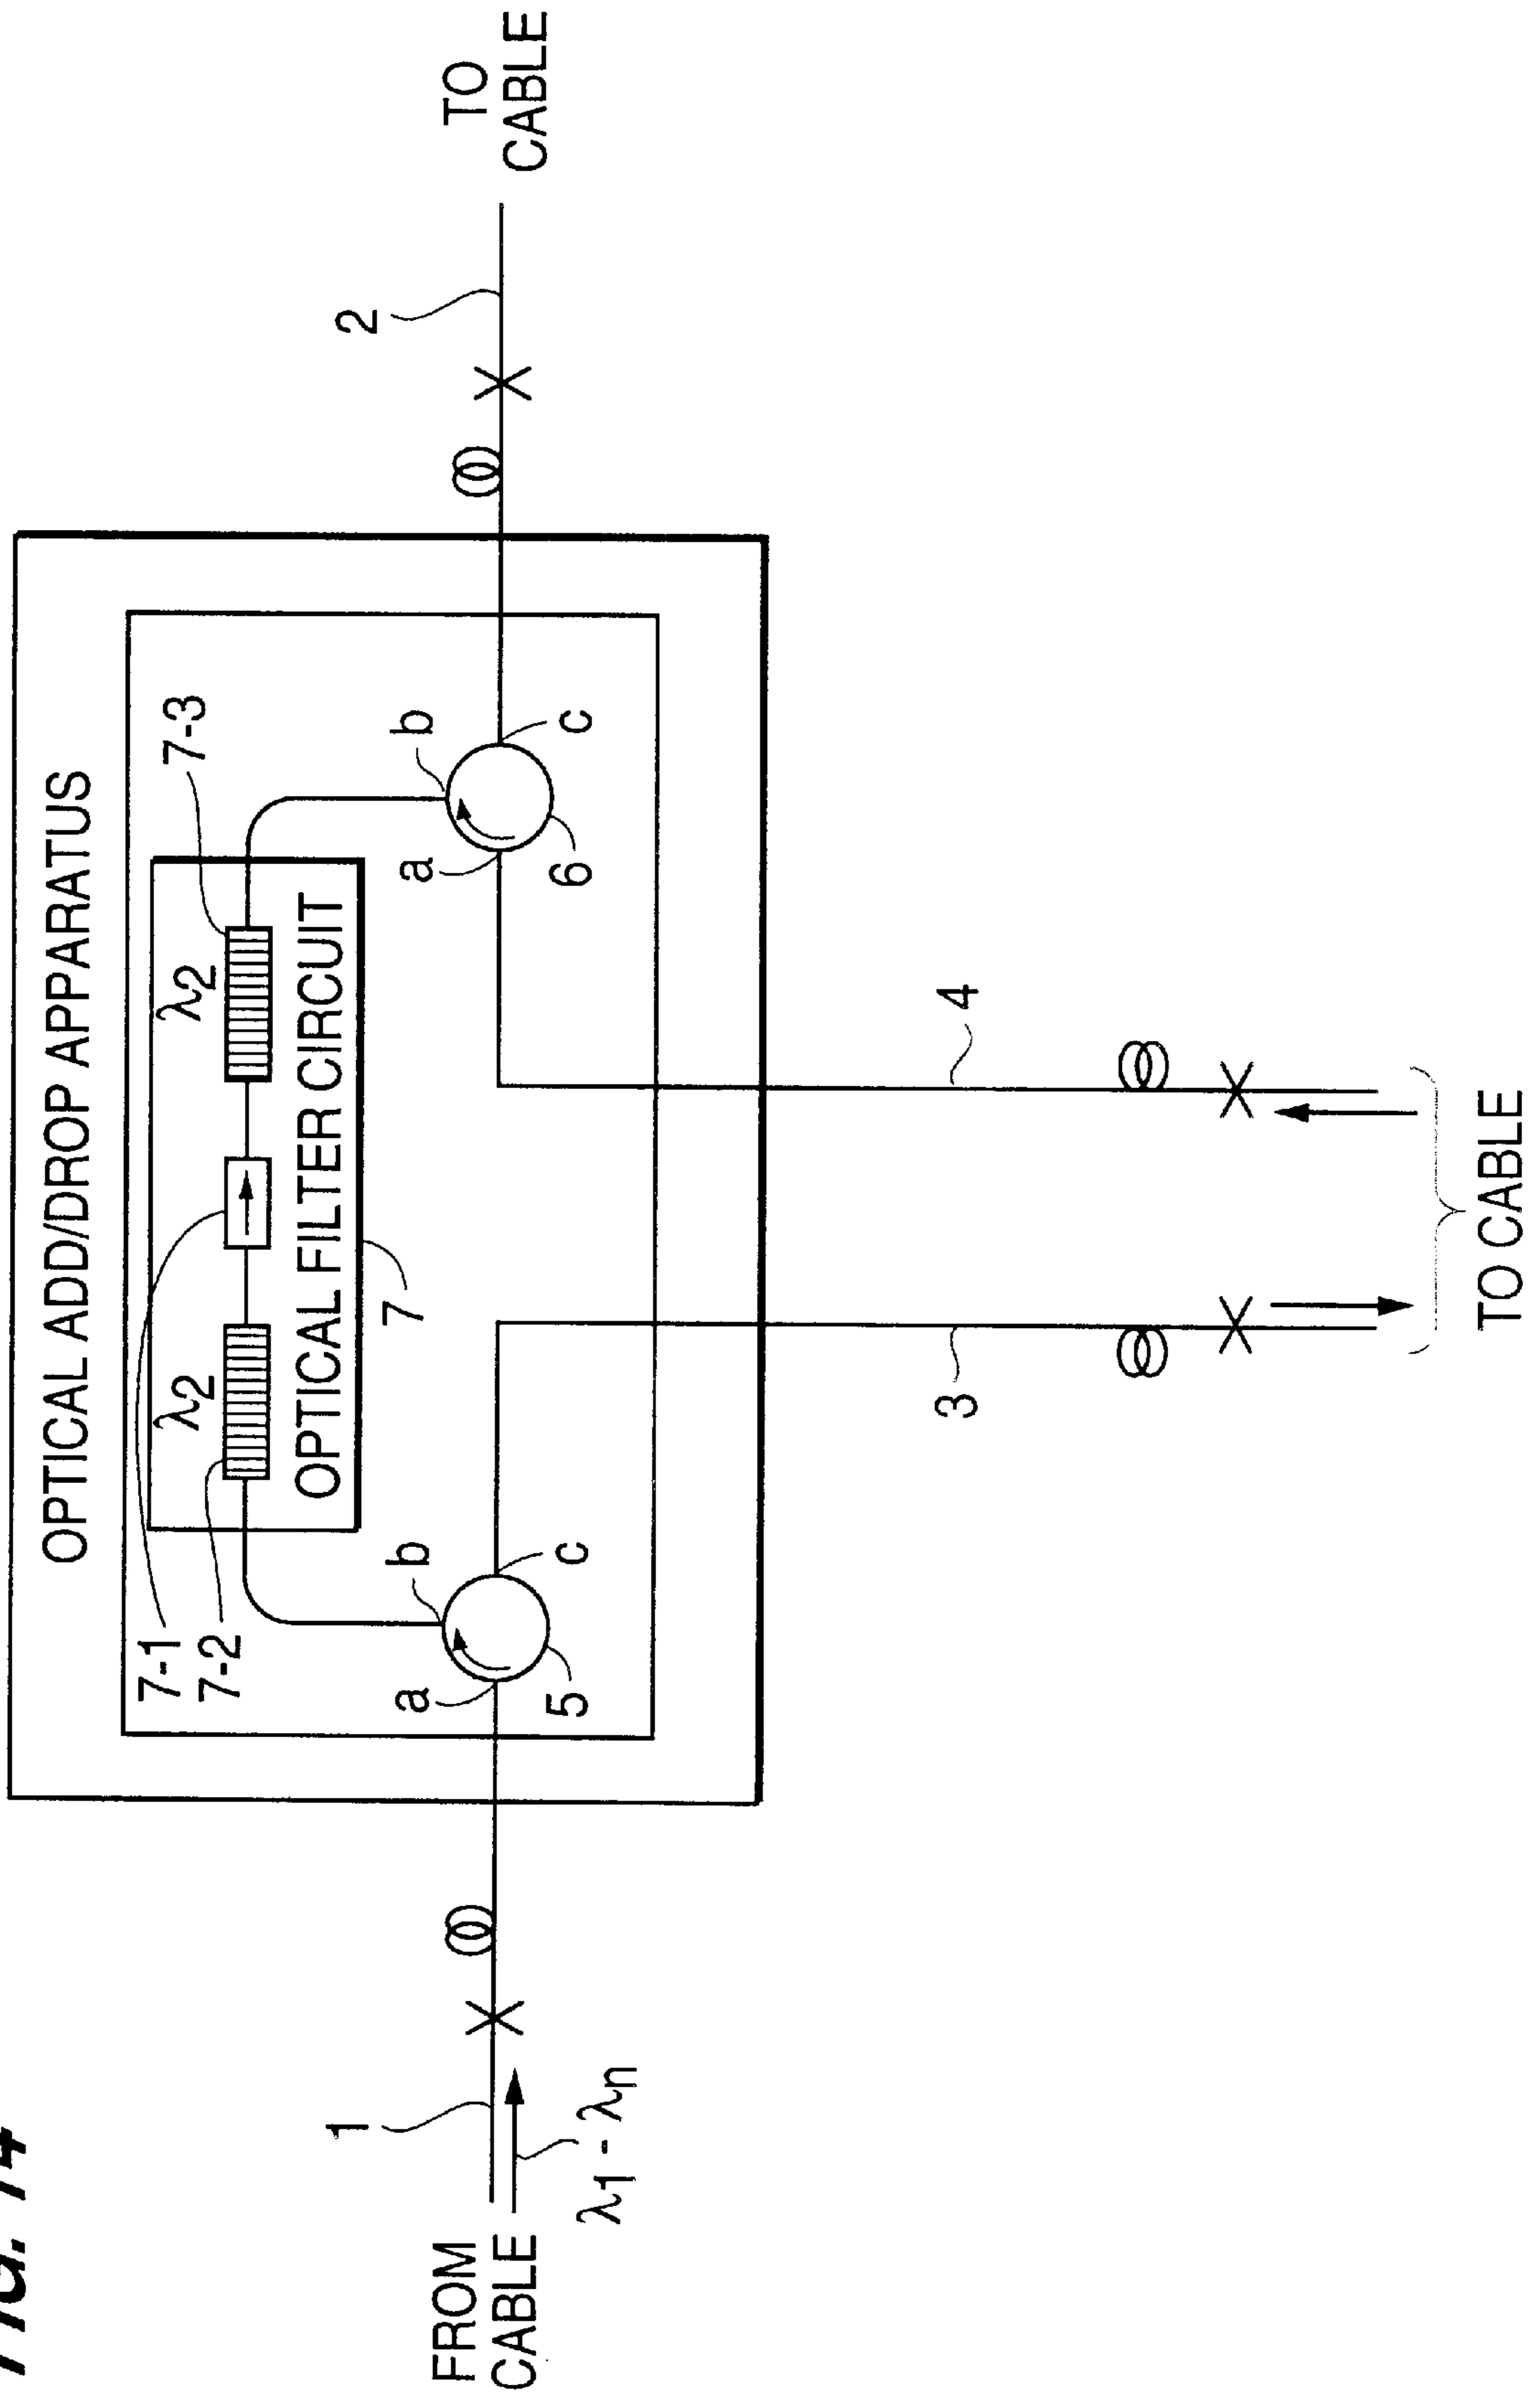 FIG. 14
OPTICAL ADD/DROP APPARATUS
7-1
7-2
λ2
λ2
7-3
OPTICAL FILTER CIRCUIT
7
a
b
c
5
a
b
c
6
FROM
CABLE
1
λ1 - λn
2
TO
CABLE
3
4
TO CABLE